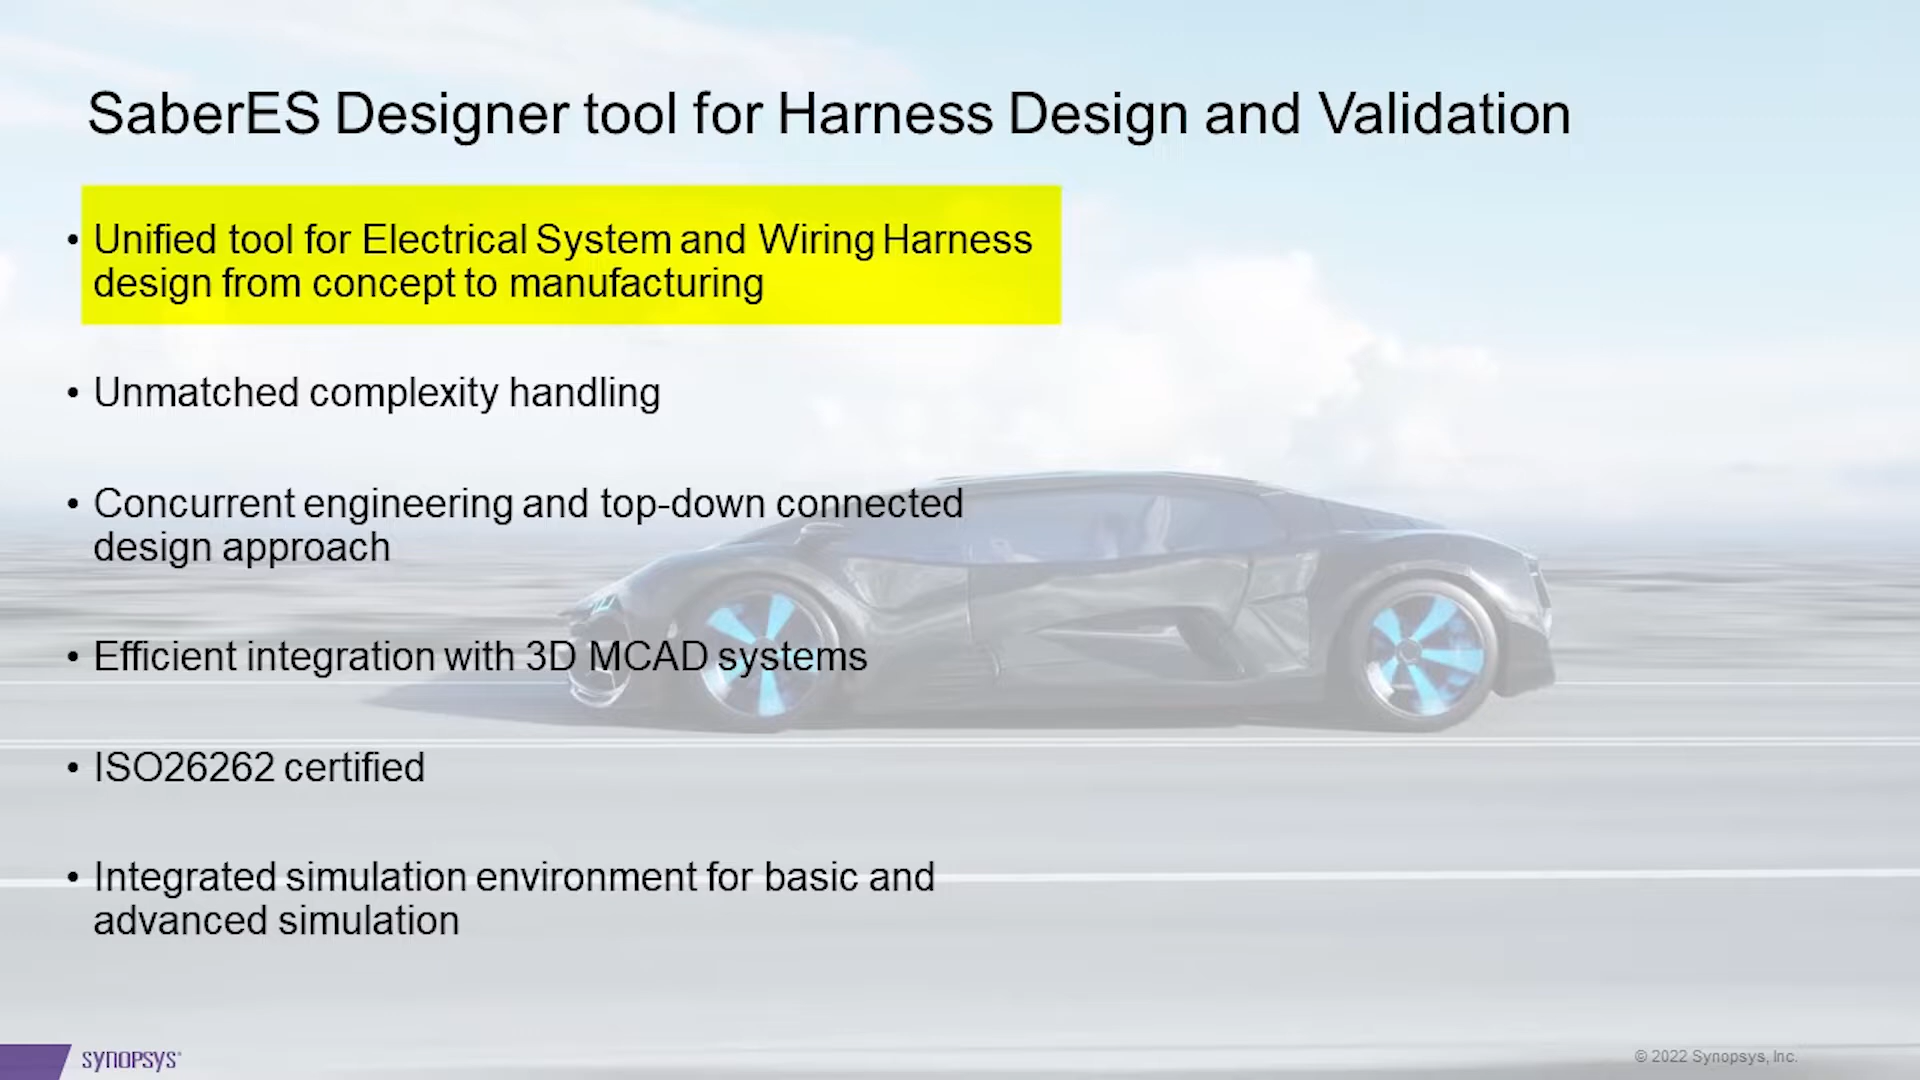 SaberES Designer tool for Harness Design and Validation
• Unified tool for Electrical System and Wiring Harness
design from concept to manufacturing
• Unmatched complexity handling
• Concurrent engineering and top-down connected
design approach
• Efficient integration with 3D MCAD systems
• ISO26262 certified
• Integrated simulation environment for basic and
advanced simulation
SYNOPSYS®
© 2022 Synopsys, Inc.